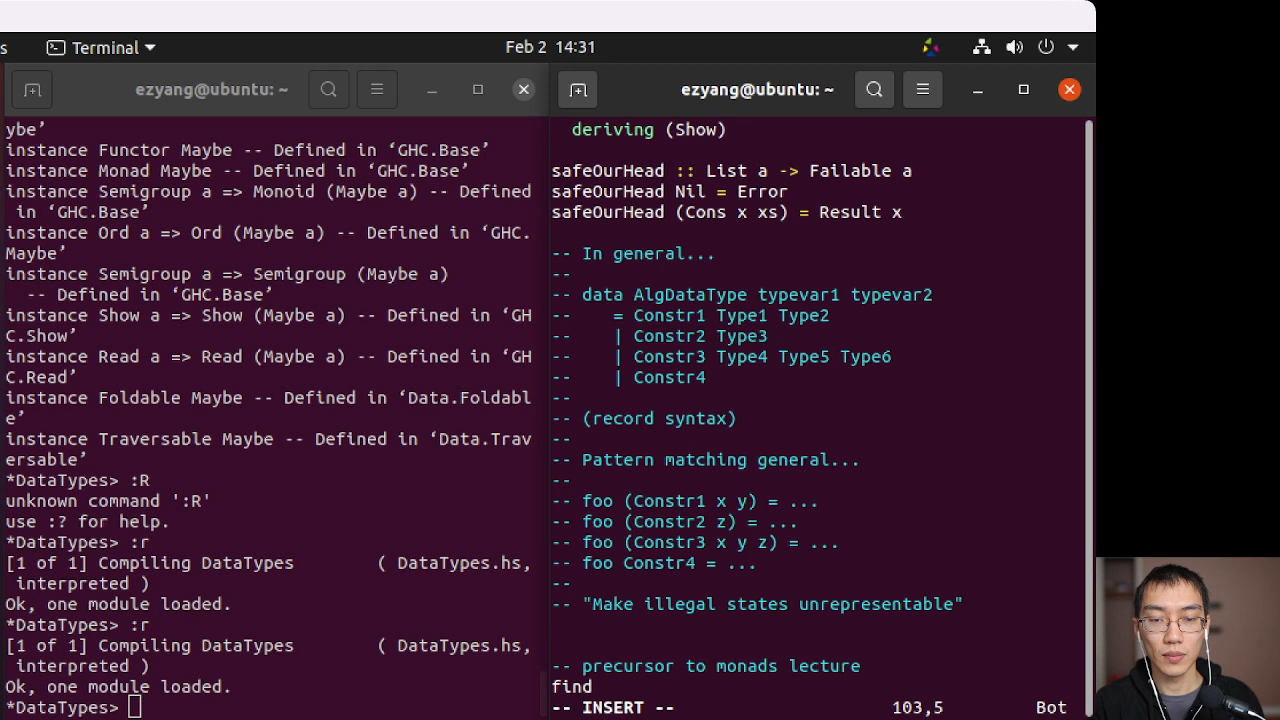 s
Terminal
Feb 2 14:31
ezyang@ubuntu: ~
ybe’
instance Functor Maybe -- Defined in ‘GHC.Base’
instance Monad Maybe -- Defined in ‘GHC.Base’
instance Semigroup a => Monoid (Maybe a) -- Defined
 in ‘GHC.Base’
instance Ord a => Ord (Maybe a) -- Defined in ‘GHC.
Maybe’
instance Semigroup a => Semigroup (Maybe a)
  -- Defined in ‘GHC.Base’
instance Show a => Show (Maybe a) -- Defined in ‘GH
C.Show’
instance Read a => Read (Maybe a) -- Defined in ‘GH
C.Read’
instance Foldable Maybe -- Defined in ‘Data.Foldabl
e’
instance Traversable Maybe -- Defined in ‘Data.Trav
ersable’
*DataTypes> :R
unknown command ':R'
use :? for help.
*DataTypes> :r
[1 of 1] Compiling DataTypes        ( DataTypes.hs,
 interpreted )
Ok, one module loaded.
*DataTypes> :r
[1 of 1] Compiling DataTypes        ( DataTypes.hs,
 interpreted )
Ok, one module loaded.
*DataTypes>
ezyang@ubuntu: ~
  deriving (Show)
safeOurHead :: List a -> Failable a
safeOurHead Nil = Error
safeOurHead (Cons x xs) = Result x
-- In general...
--
-- data AlgDataType typevar1 typevar2
--    = Constr1 Type1 Type2
--    | Constr2 Type3
--    | Constr3 Type4 Type5 Type6
--    | Constr4
--
-- (record syntax)
--
-- Pattern matching general...
--
-- foo (Constr1 x y) = ...
-- foo (Constr2 z) = ...
-- foo (Constr3 x y z) = ...
-- foo Constr4 = ...
--
-- "Make illegal states unrepresentable"
-- precursor to monads lecture
find
-- INSERT -- 103,5 Bot